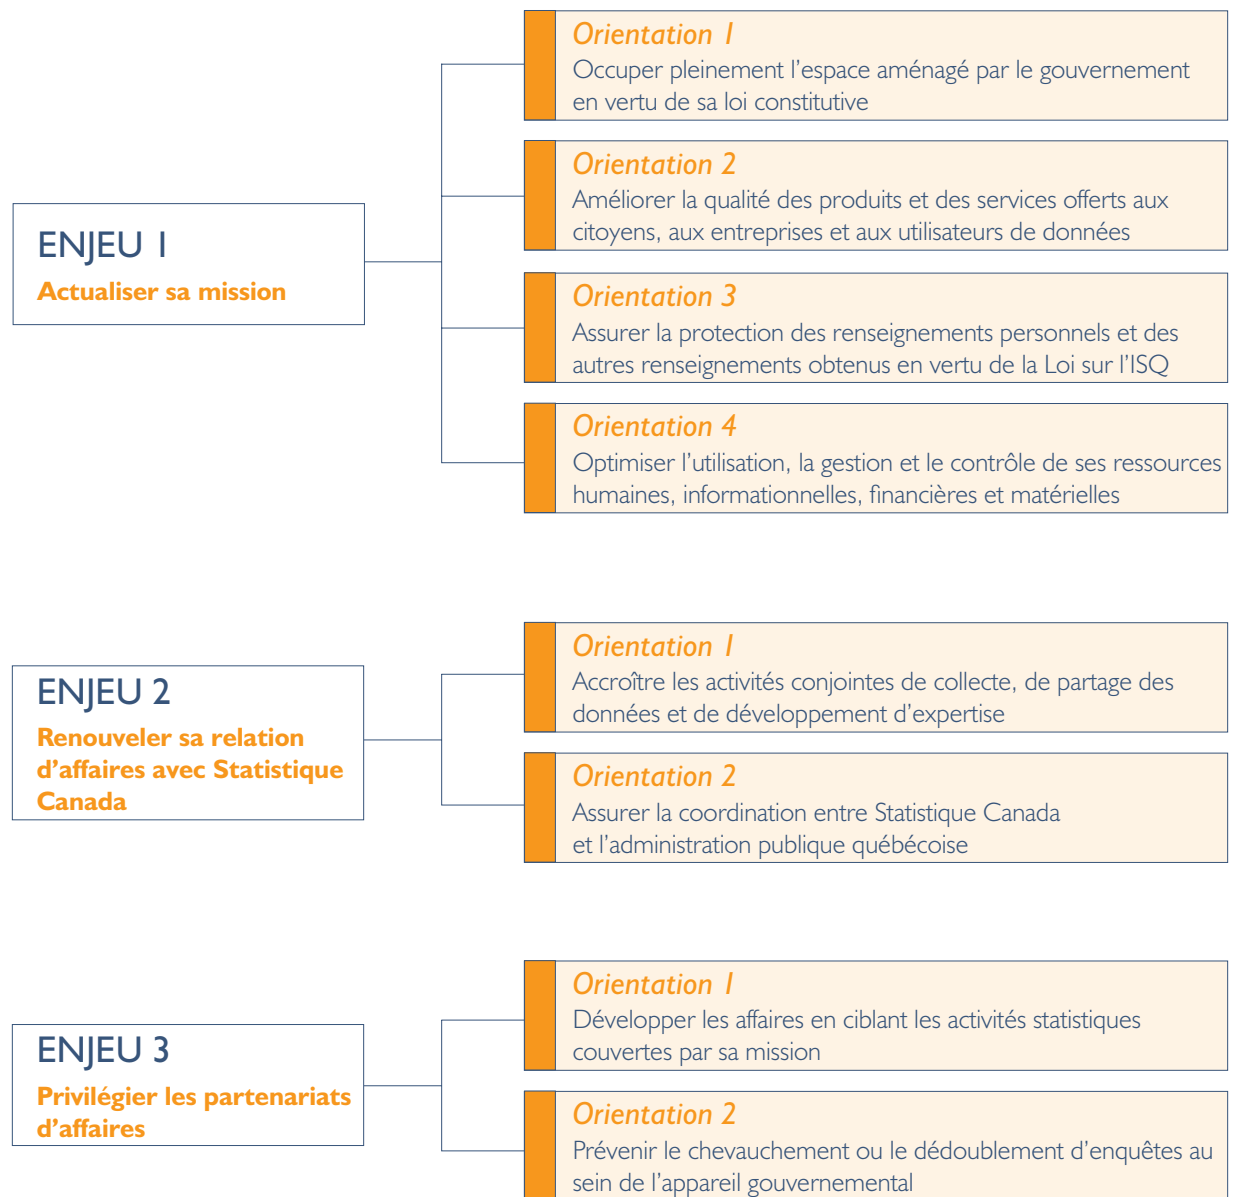 ENJEU 1
Actualiser sa mission
Orientation 1
Occuper pleinement l’espace aménagé par le gouvernement
en vertu de sa loi constitutive
Orientation 2
Améliorer la qualité des produits et des services offerts aux
citoyens, aux entreprises et aux utilisateurs de données
Orientation 3
Assurer la protection des renseignements personnels et des
autres renseignements obtenus en vertu de la Loi sur l’ISQ
Orientation 4
Optimiser l’utilisation, la gestion et le contrôle de ses ressources
humaines, informationnelles, financières et matérielles
ENJEU 2
Renouveler sa relation
d’affaires avec Statistique
Canada
Orientation 1
Accroître les activités conjointes de collecte, de partage des
données et de développement d’expertise
Orientation 2
Assurer la coordination entre Statistique Canada
et l’administration publique québécoise
ENJEU 3
Privilégier les partenariats
d’affaires
Orientation 1
Développer les affaires en ciblant les activités statistiques
couvertes par sa mission
Orientation 2
Prévenir le chevauchement ou le dédoublement d’enquêtes au
sein de l’appareil gouvernemental